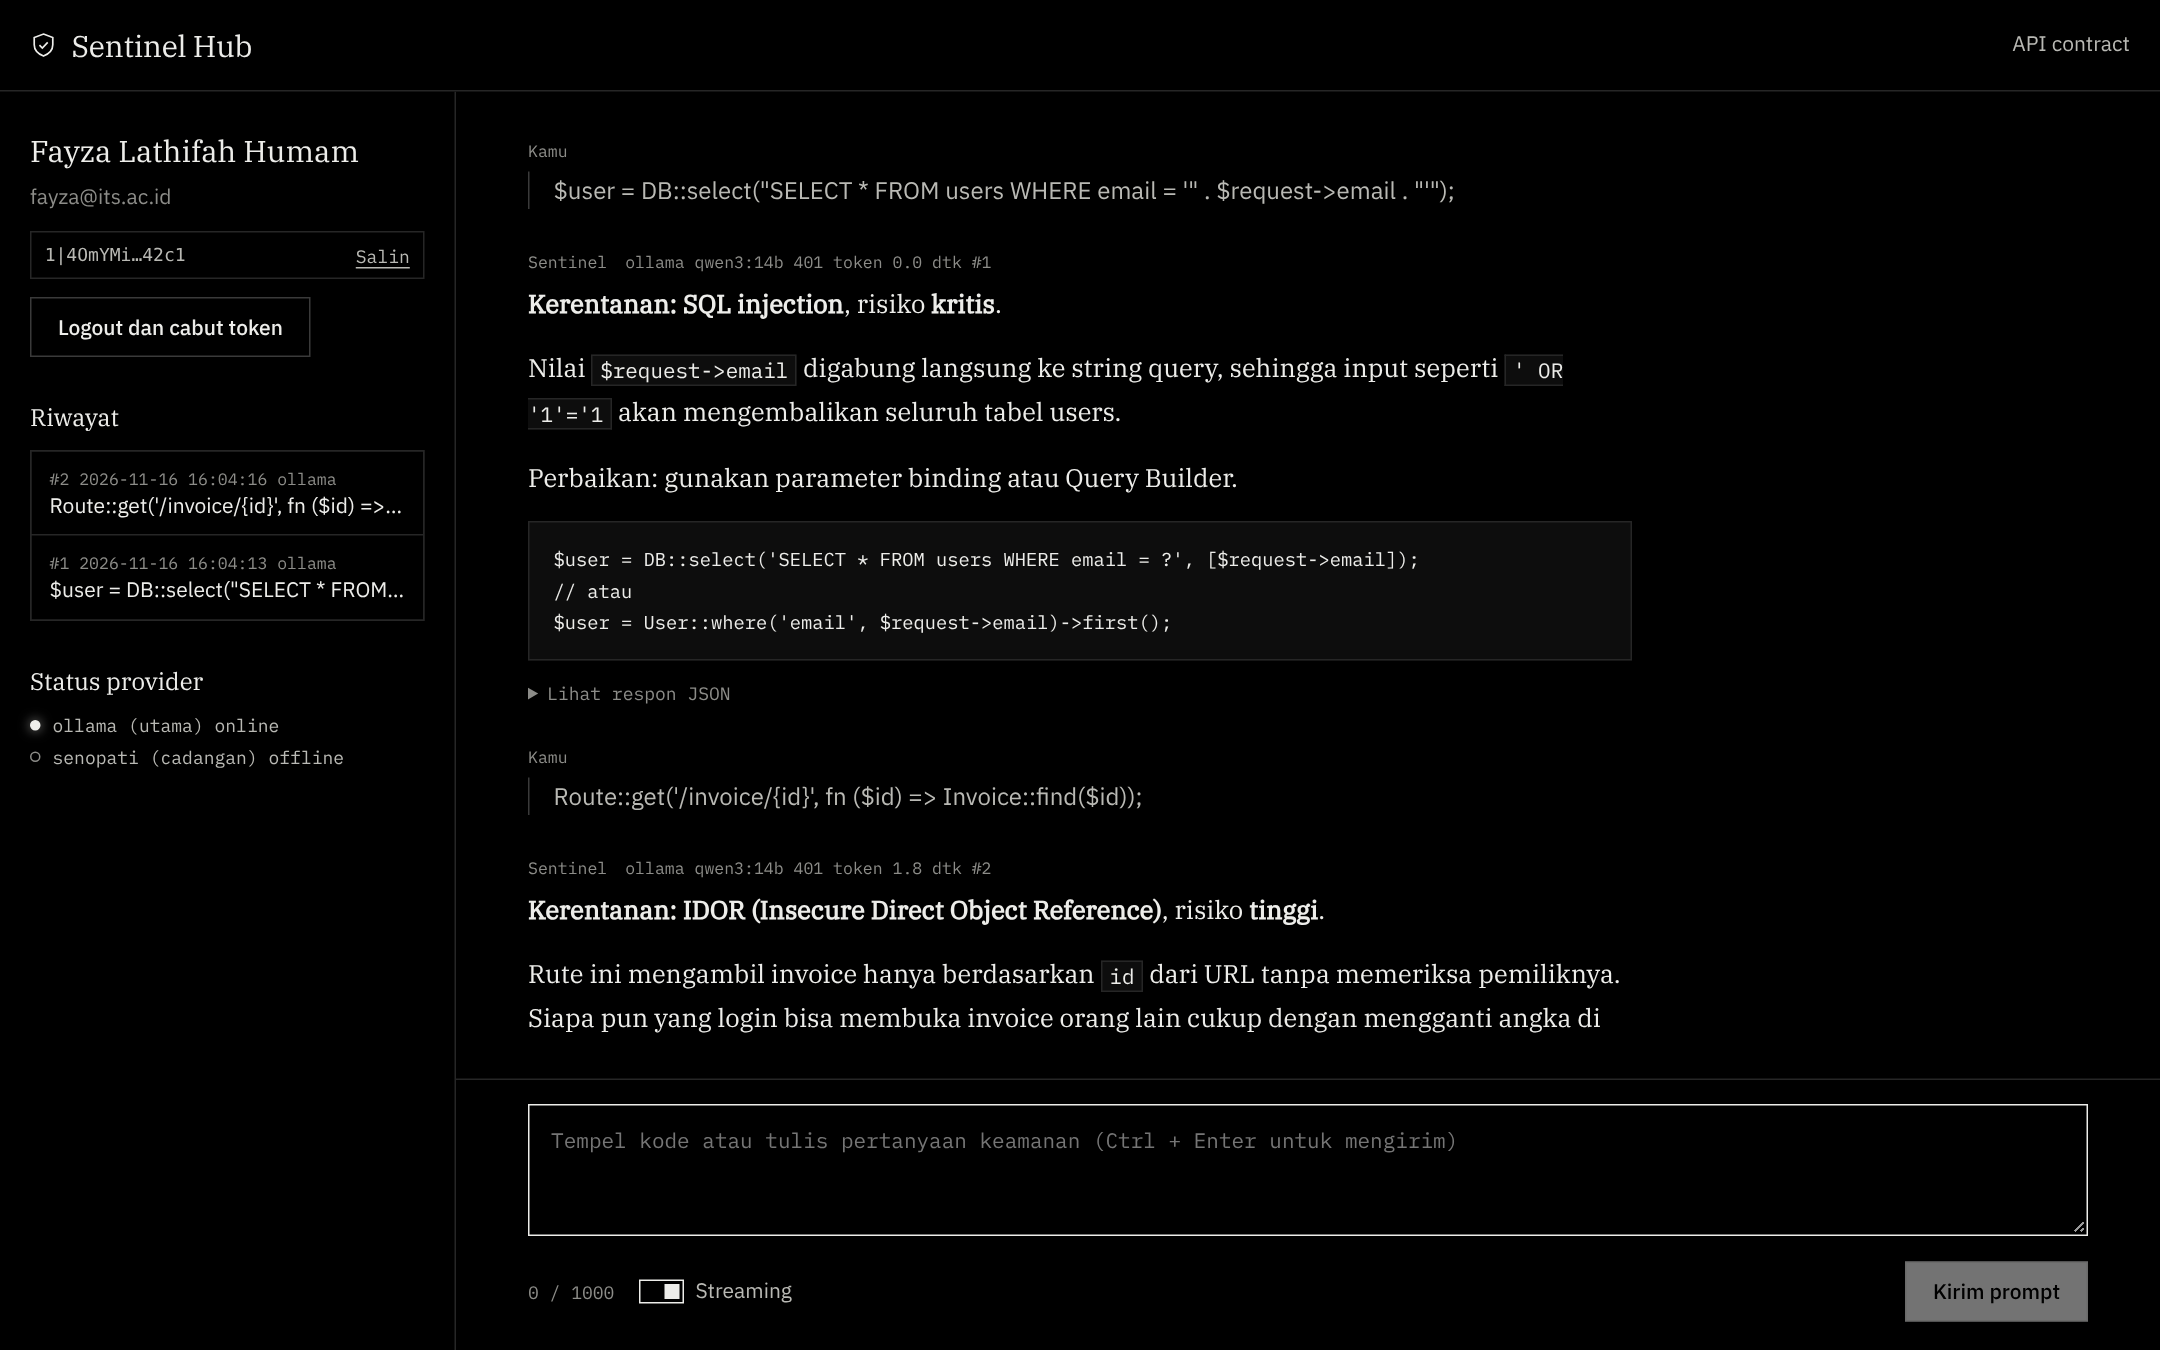 Sentinel Hub
API contract
Fayza Lathifah Humam
fayza@its.ac.id
1|4OmYMi…42c1
Salin
Logout dan cabut token
Riwayat
#2 2026-11-16 16:04:16 ollama
Route::get('/invoice/{id}', fn ($id) =>...
#1 2026-11-16 16:04:13 ollama
$user = DB::select("SELECT * FROM...
Status provider
ollama (utama) online
senopati (cadangan) offline
Kamu
$user = DB::select("SELECT * FROM users WHERE email = '" . $request->email . "'");
Sentinel ollama qwen3:14b 401 token 0.0 dtk #1
Kerentanan: SQL injection, risiko kritis.
Nilai $request->email digabung langsung ke string query, sehingga input seperti ' OR
'1'='1 akan mengembalikan seluruh tabel users.
Perbaikan: gunakan parameter binding atau Query Builder.
$user = DB::select('SELECT * FROM users WHERE email = ?', [$request->email]);
// atau
$user = User::where('email', $request->email)->first();
Lihat respon JSON
Kamu
Route::get('/invoice/{id}', fn ($id) => Invoice::find($id));
Sentinel ollama qwen3:14b 401 token 1.8 dtk #2
Kerentanan: IDOR (Insecure Direct Object Reference), risiko tinggi.
Rute ini mengambil invoice hanya berdasarkan id dari URL tanpa memeriksa pemiliknya.
Siapa pun yang login bisa membuka invoice orang lain cukup dengan mengganti angka di
Tempel kode atau tulis pertanyaan keamanan (Ctrl + Enter untuk mengirim)
0 / 1000
Streaming
Kirim prompt